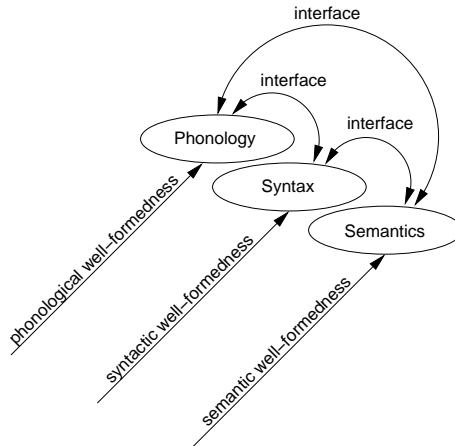 interface
interface
interface
Phonology
Syntax
Semantics
phonological well−formedness
syntactic well−formedness
semantic well−formedness